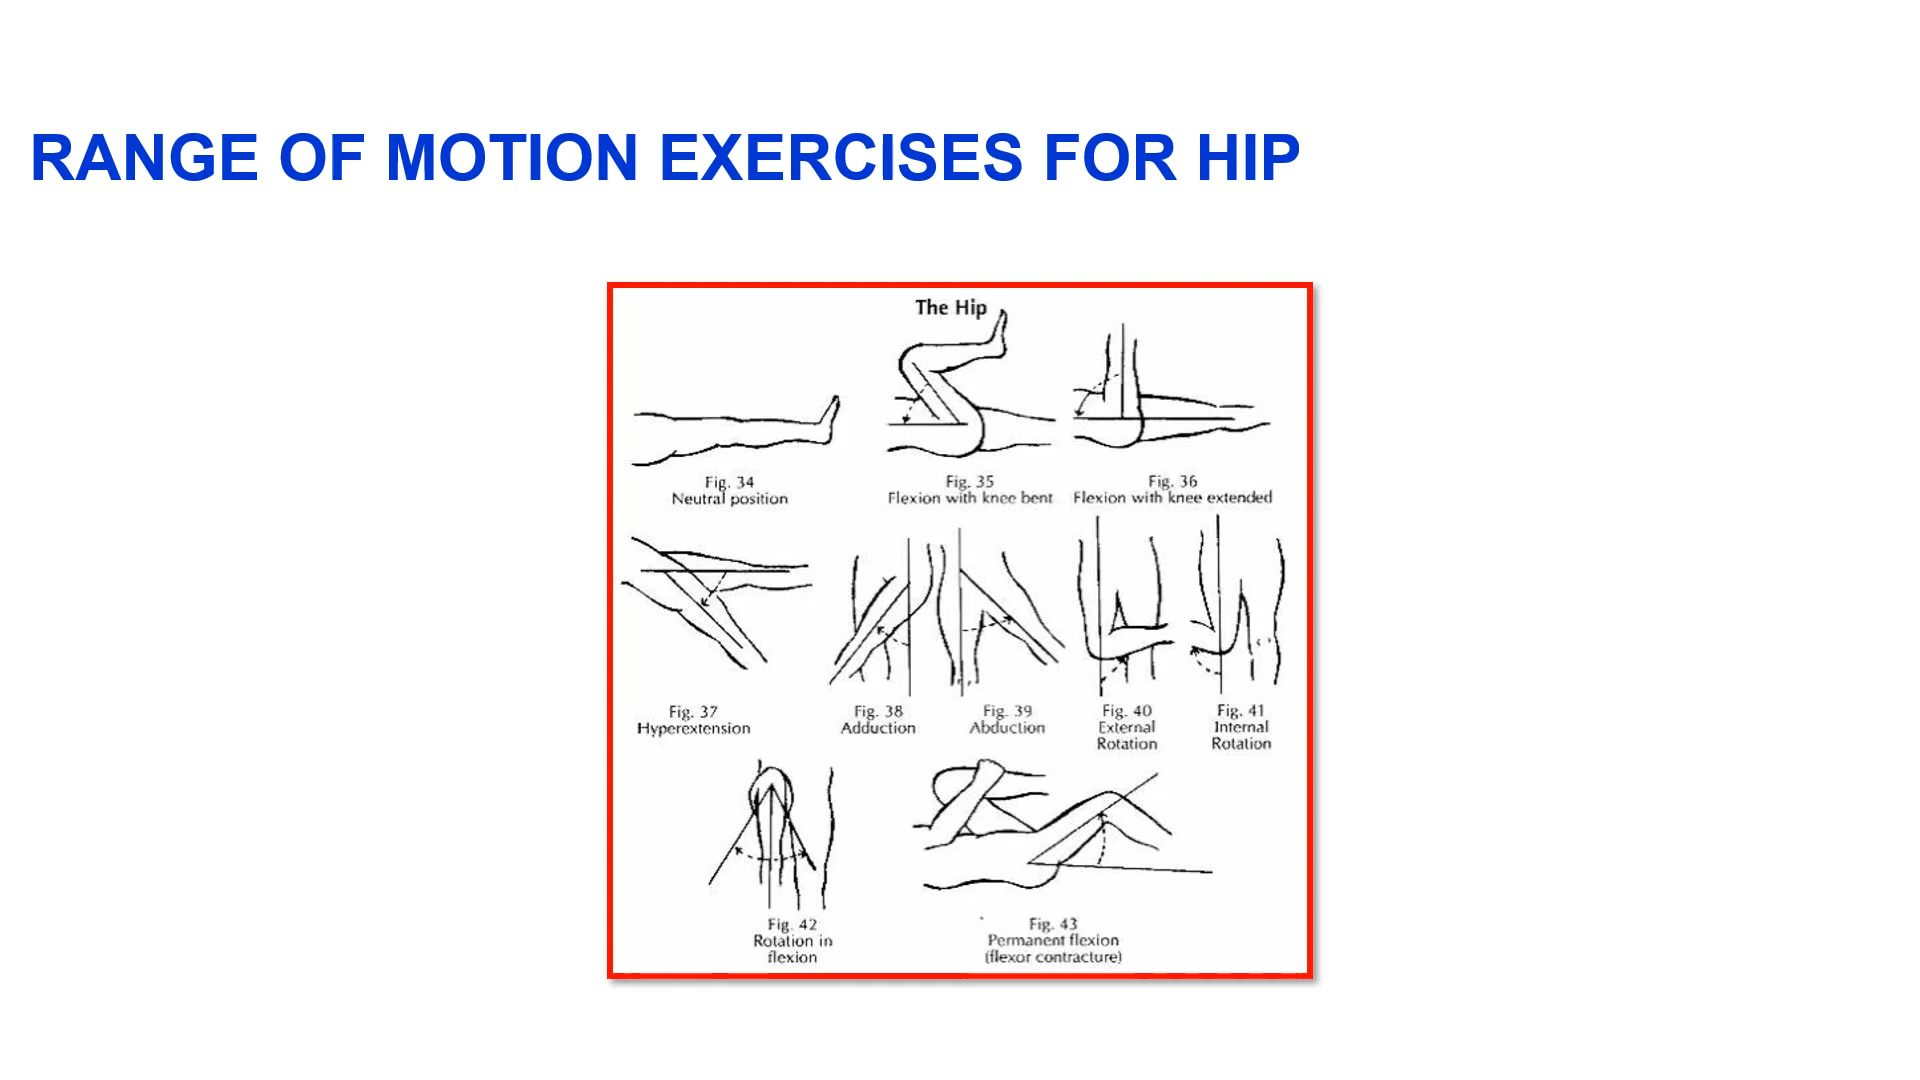 RANGE OF MOTION EXERCISES FOR HIP
The Hip
Fig. 34
Neutral position
Fig. 35
Flexion with knee bent
Fig. 36
Flexion with knee extended
Fig. 37
Hyperextension
Fig. 38
Adduction
Fig. 39
Abduction
Fig. 40
External
Rotation
Fig. 41
Internal
Rotation
Fig. 42
Rotation in
flexion
Fig. 43
Permanent flexion
(flexor contracture)